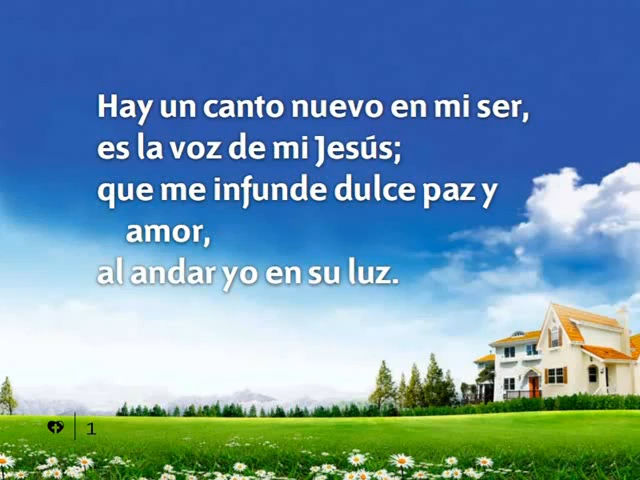 Hay un canto nuevo en mi ser,
es la voz de mi Jesús;
que me infunde dulce paz y
amor,
al andar yo en su luz.
1